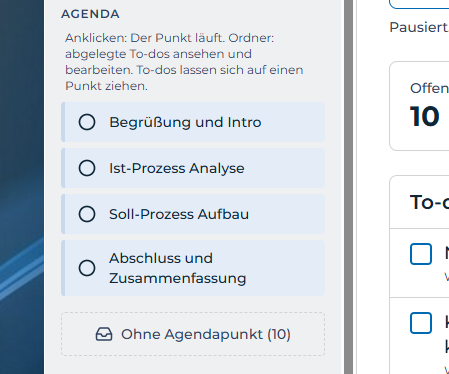 AGENDA
Anklicken: Der Punkt läuft. Ordner:
abgelegte To-dos ansehen und
bearbeiten. To-dos lassen sich auf einen
Punkt ziehen.
Begrüßung und Intro
Ist-Prozess Analyse
Soll-Prozess Aufbau
Abschluss und
Zusammenfassung
Ohne Agendapunkt (10)
Pausiert
Offen
10